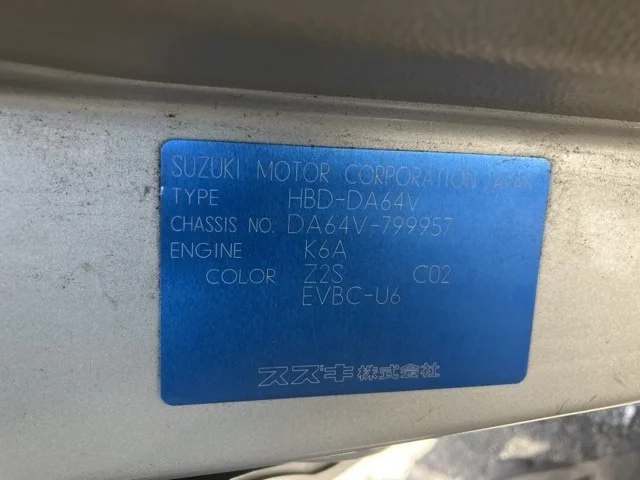 SUZUKI MOTOR CORPORATION JAPAN
TYPE HBD-DA64V
CHASSIS NO. DA64V-799957
ENGINE K6A
COLOR Z2S C02
EVBC-U6
スズキ株式会社